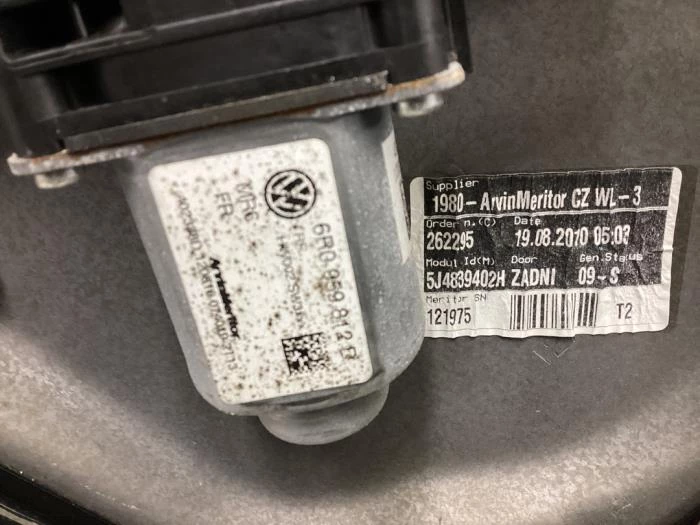 6R0 959 812 R
MR6
FR
ArvinMeritor
Supplier
1980-ArvinMeritor CZ WL-3
Order n.(C) Date
262295 19.08.2010 05:03
Modul Id(M) Door Gen.Status
5J4839402H ZADNI 09-S
Meritor SN
121975 T2